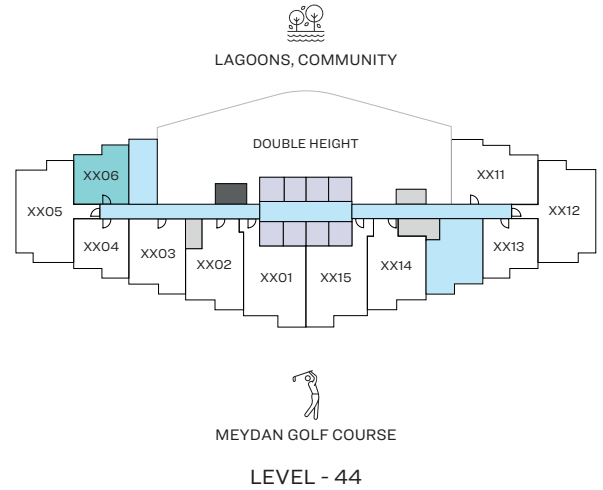 LAGOONS, COMMUNITY
DOUBLE HEIGHT
XX06
XX11
XX05
XX12
XX04
XX03
XX02
XX01
XX15
XX14
XX13
MEYDAN GOLF COURSE
LEVEL - 44